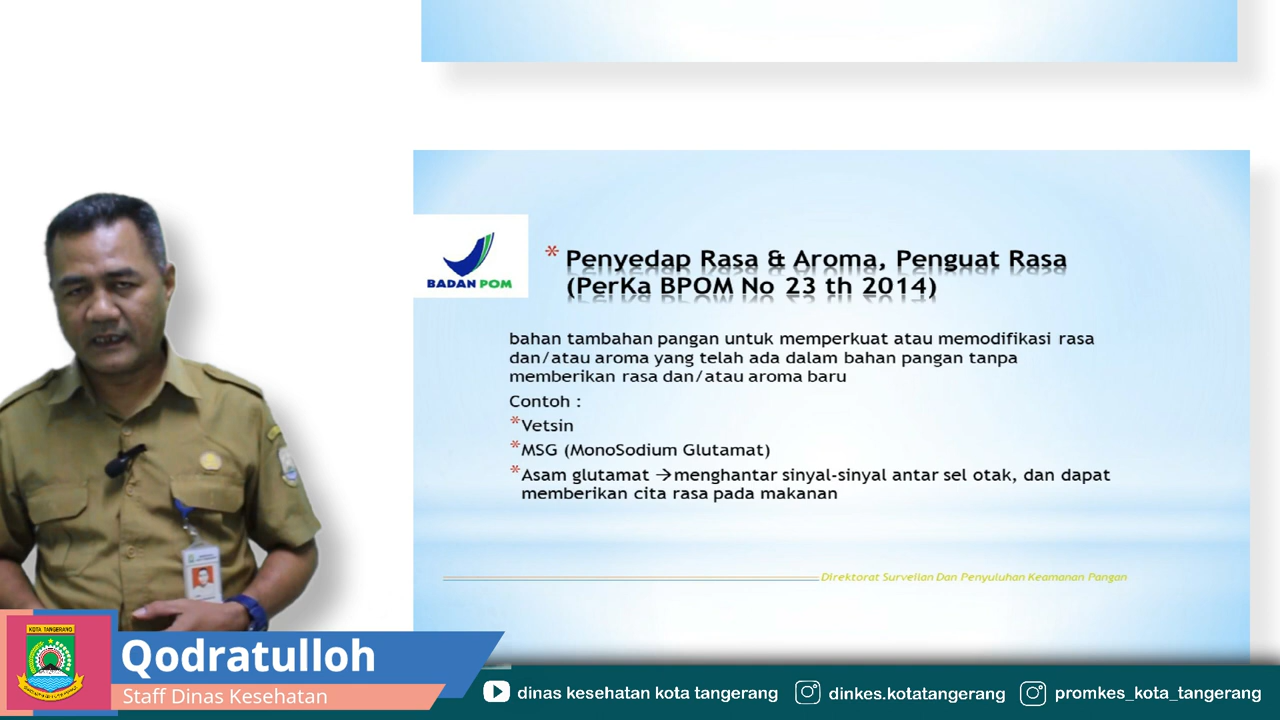 BADAN POM
* Penyedap Rasa & Aroma, Penguat Rasa
(PerKa BPOM No 23 th 2014)
bahan tambahan pangan untuk memperkuat atau memodifikasi rasa
dan/atau aroma yang telah ada dalam bahan pangan tanpa
memberikan rasa dan/atau aroma baru
Contoh :
*Vetsin
*MSG (MonoSodium Glutamat)
*Asam glutamat →menghantar sinyal-sinyal antar sel otak, dan dapat
memberikan cita rasa pada makanan
Direktorat Surveilan Dan Penyuluhan Keamanan Pangan
KOTA TANGERANG
Qodratulloh
Staff Dinas Kesehatan
dinas kesehatan kota tangerang
dinkes.kotatangerang
promkes_kota_tangerang